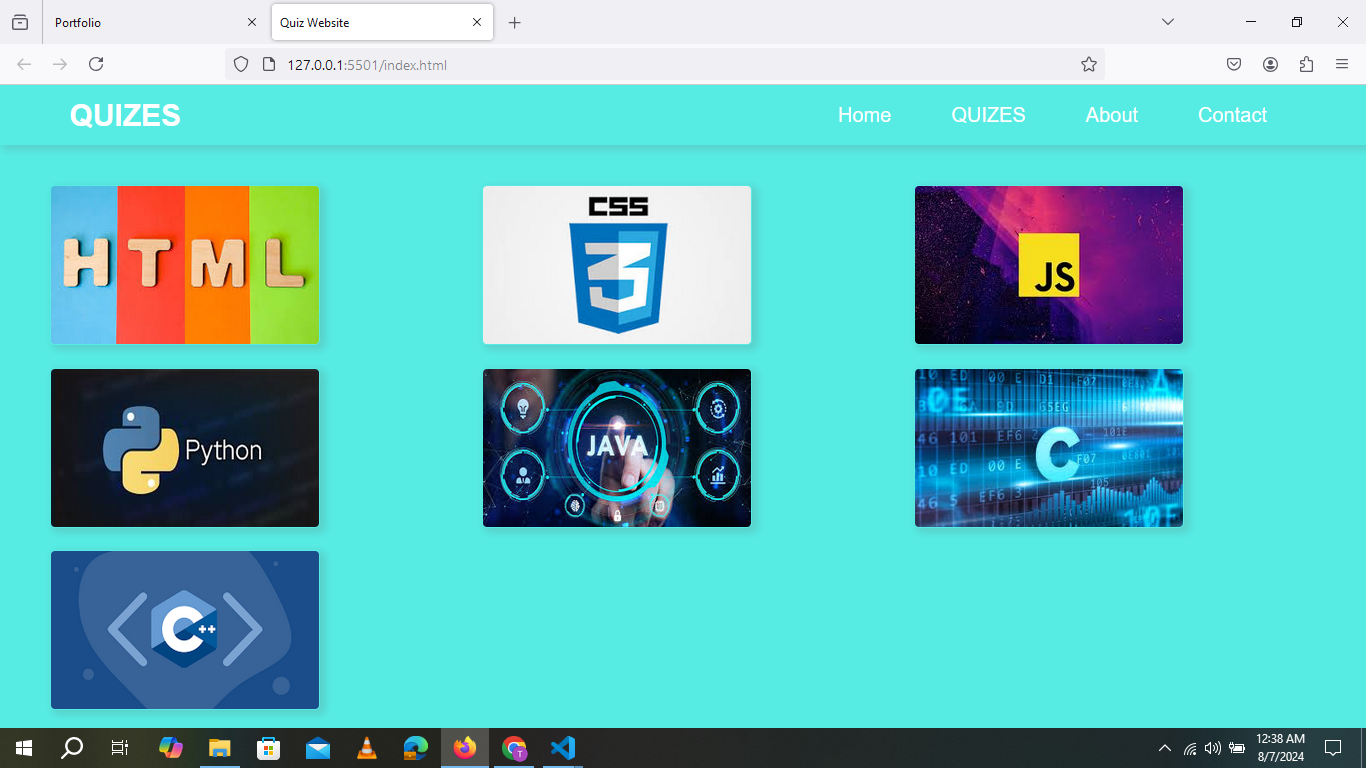 Portfolio
Quiz Website
127.0.0.1:5501/index.html
QUIZES
Home QUIZES About Contact
HTML
CSS
3
JS
Python
JAVA
C
C++
12:38 AM
8/7/2024